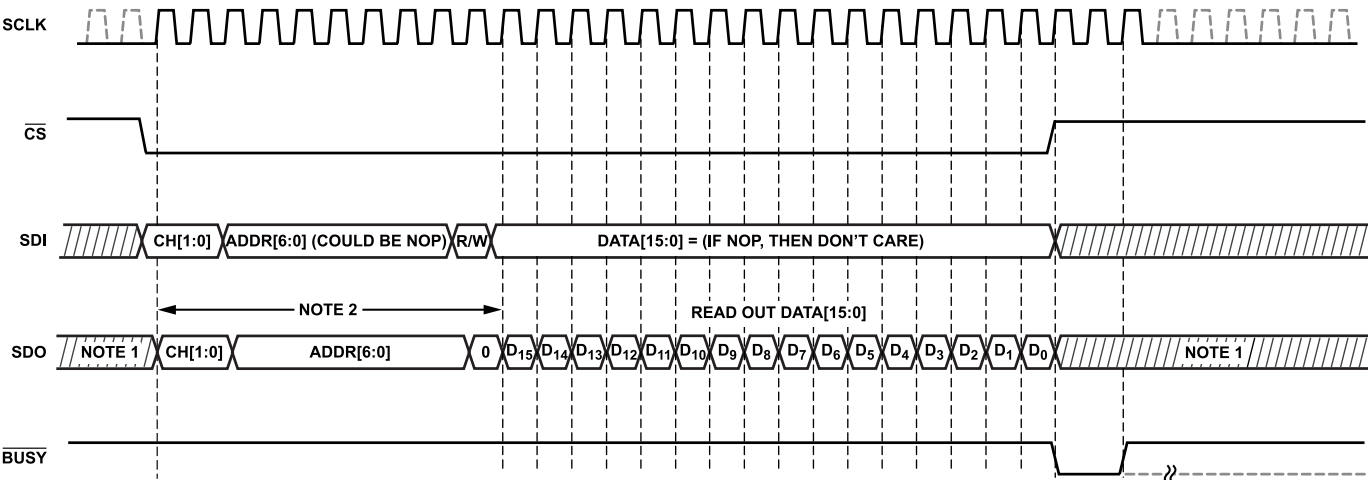 SCLK
CS
SDI
CH[1:0]
ADDR[6:0] (COULD BE NOP)
R/W
DATA[15:0] = (IF NOP, THEN DON'T CARE)
NOTE 2
READ OUT DATA[15:0]
SDO
NOTE 1
CH[1:0]
ADDR[6:0]
0
D15
D14
D13
D12
D11
D10
D9
D8
D7
D6
D5
D4
D3
D2
D1
D0
NOTE 1
BUSY